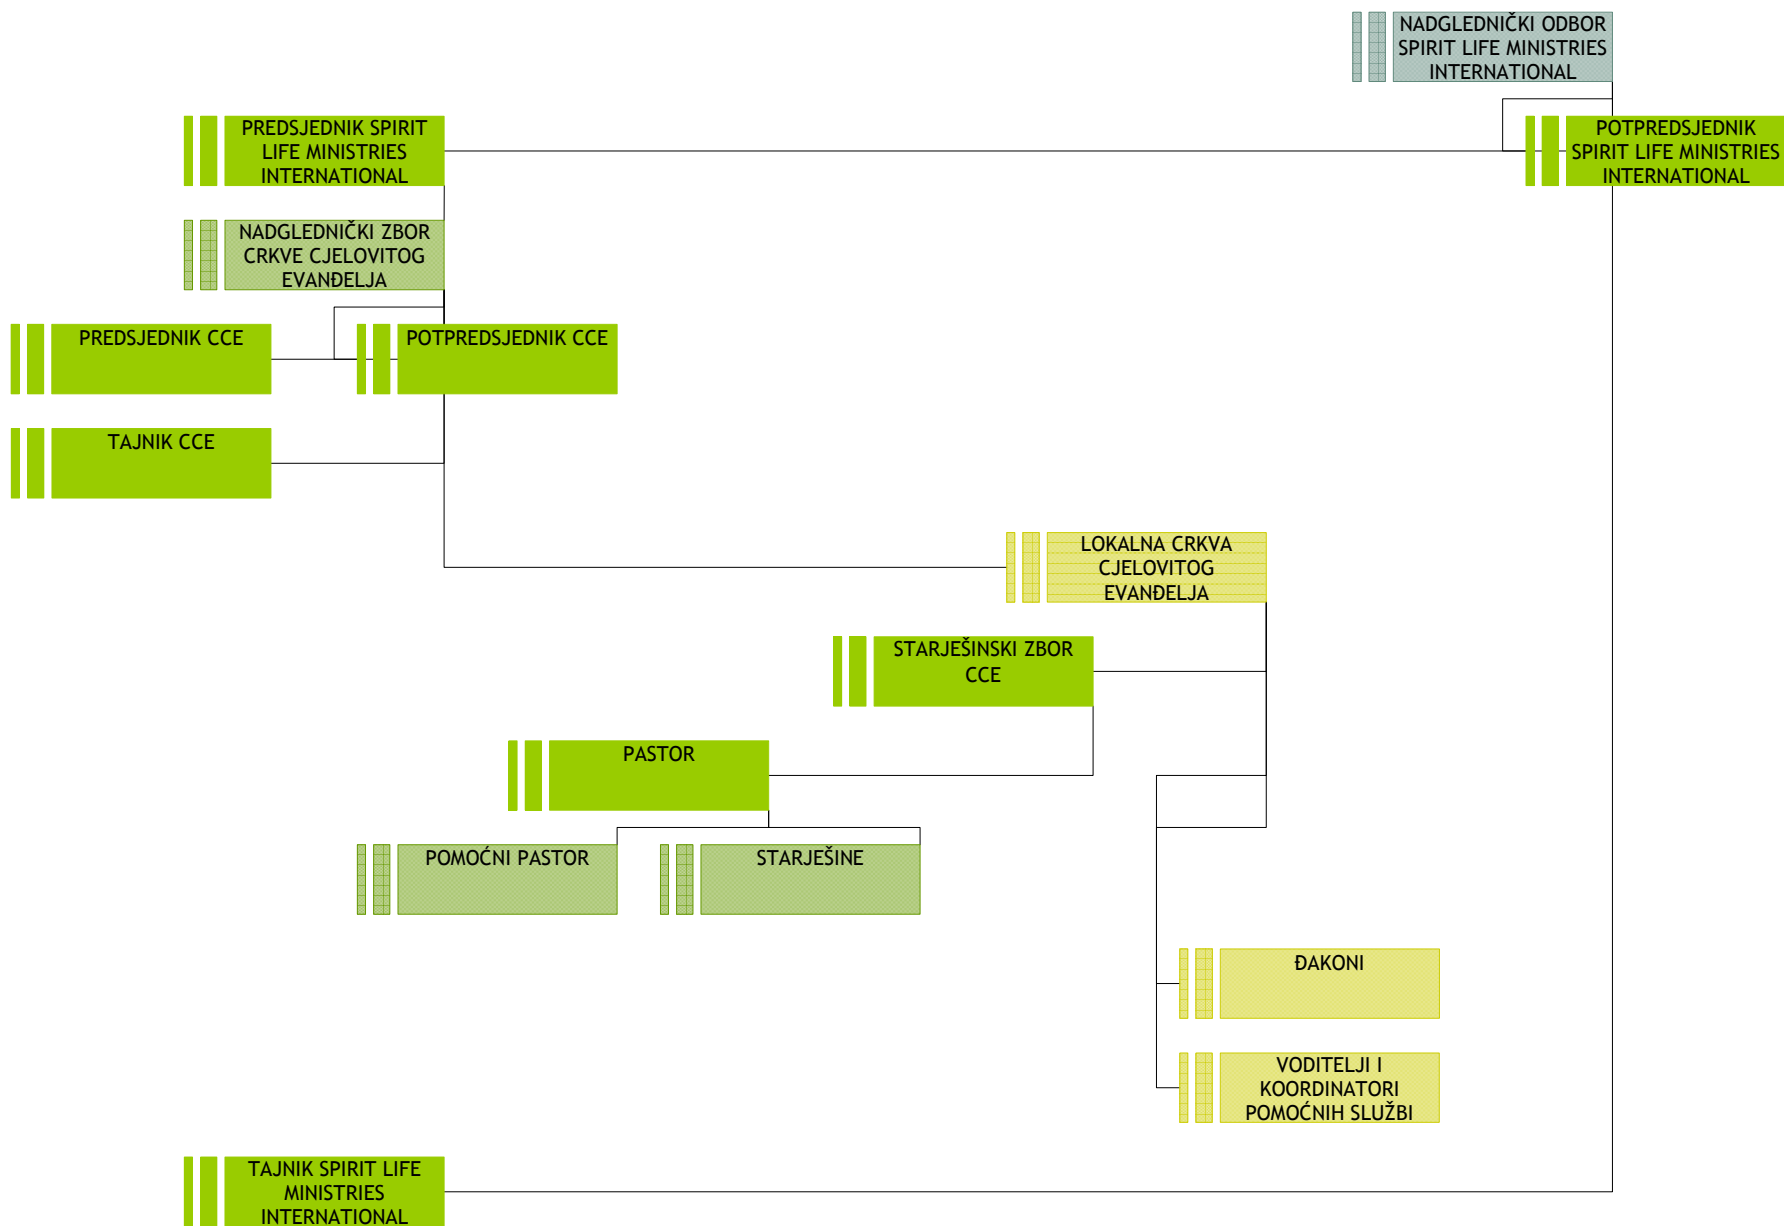 NADGLEDNIČKI ODBOR
SPIRIT LIFE MINISTRIES
INTERNATIONAL
PREDSJEDNIK SPIRIT
LIFE MINISTRIES
INTERNATIONAL
POTPREDSJEDNIK
SPIRIT LIFE MINISTRIES
INTERNATIONAL
NADGLEDNIČKI ZBOR
CRKVE CJELOVITOG
EVANĐELJA
PREDSJEDNIK CCE
POTPREDSJEDNIK CCE
TAJNIK CCE
LOKALNA CRKVA
CJELOVITOG
EVANĐELJA
STARJEŠINSKI ZBOR
CCE
PASTOR
POMOĆNI PASTOR
STARJEŠINE
ĐAKONI
VODITELJI I
KOORDINATORI
POMOĆNIH SLUŽBI
TAJNIK SPIRIT LIFE
MINISTRIES
INTERNATIONAL